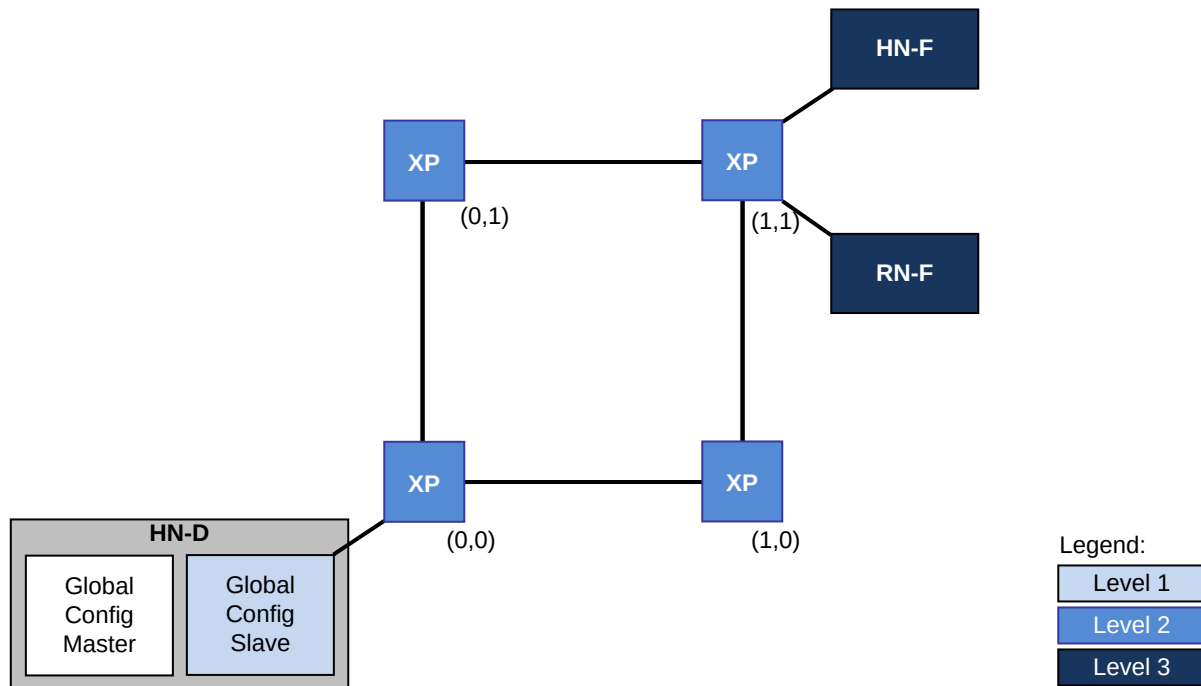 HN-F
XP
XP
(0,1)
(1,1)
RN-F
XP
XP
(0,0)
(1,0)
HN-D
Global
Config
Master
Global
Config
Slave
Legend:
Level 1
Level 2
Level 3